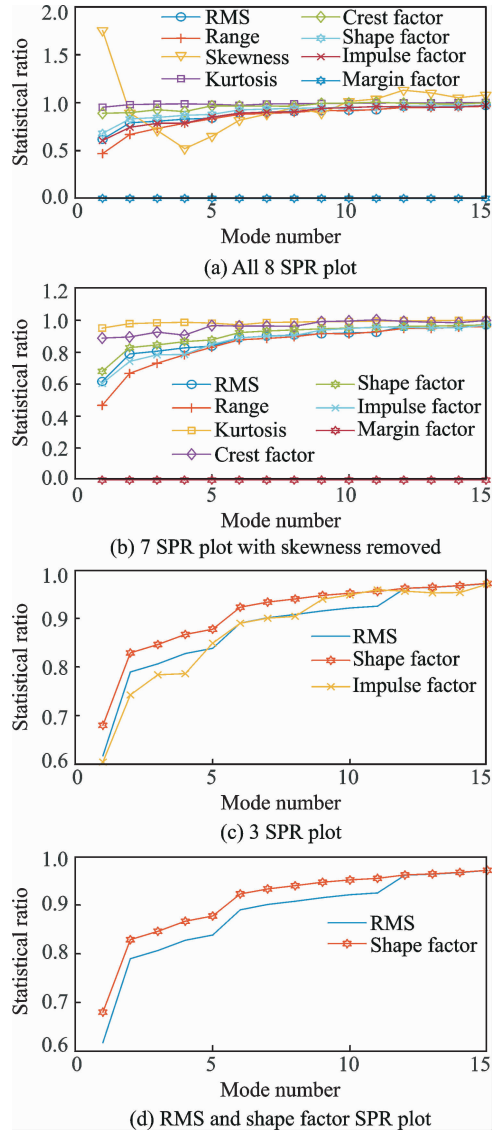 2.0
1.5
1.0
0.5
0.0
Statistical ratio
RMS
Range
Skewness
Kurtosis
Crest factor
Shape factor
Impulse factor
Margin factor
0 5 10 15
Mode number
(a) All 8 SPR plot
1.2
1.0
0.8
0.6
0.4
0.2
0.0
Statistical ratio
RMS
Range
Kurtosis
Crest factor
Shape factor
Impulse factor
Margin factor
0 5 10 15
Mode number
(b) 7 SPR plot with skewness removed
1.0
0.9
0.8
0.7
0.6
Statistical ratio
RMS
Shape factor
Impulse factor
0 5 10 15
Mode number
(c) 3 SPR plot
1.0
0.9
0.8
0.7
0.6
Statistical ratio
RMS
Shape factor
0 5 10 15
Mode number
(d) RMS and shape factor SPR plot